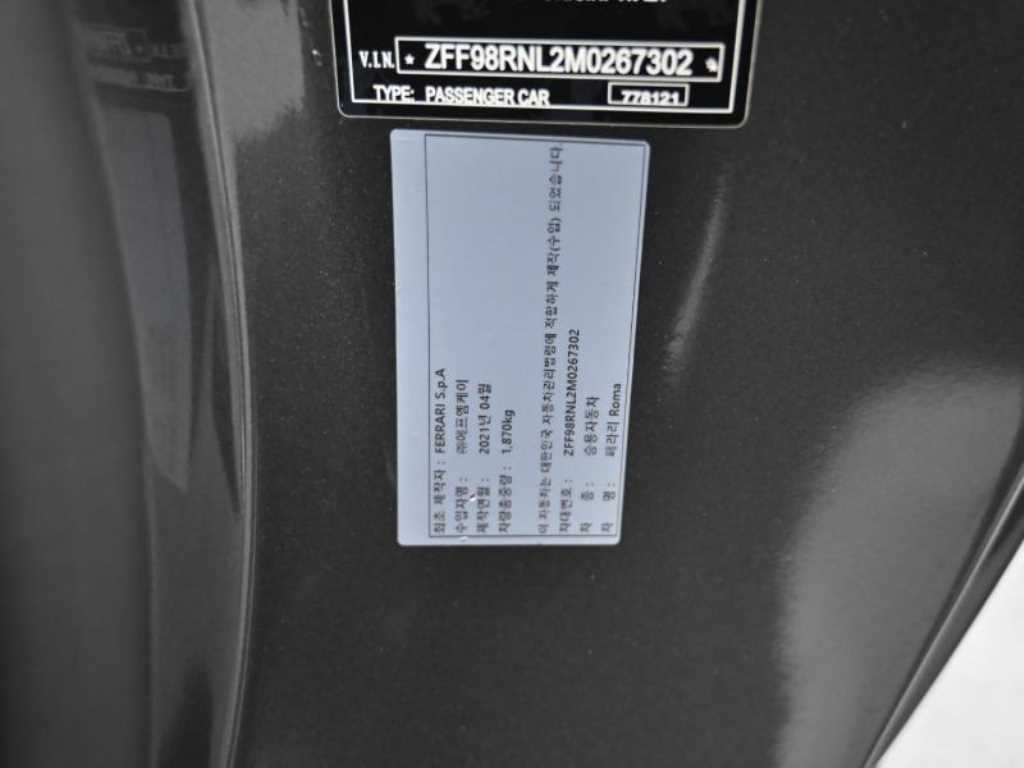 V.I.N. * ZFF98RNL2M0267302 *
TYPE: PASSENGER CAR 778121
최초 제작자 : FERRARI S.p.A
수입자명 : ㈜에프엠케이
제작연월 : 2021년 04월
차량총중량 : 1,870kg
이 자동차는 대한민국 자동차관리법령에 적합하게 제작(수입) 되었습니다.
차대번호 : ZFF98RNL2M0267302
차 종 : 승용자동차
차 명 : 페라리 Roma